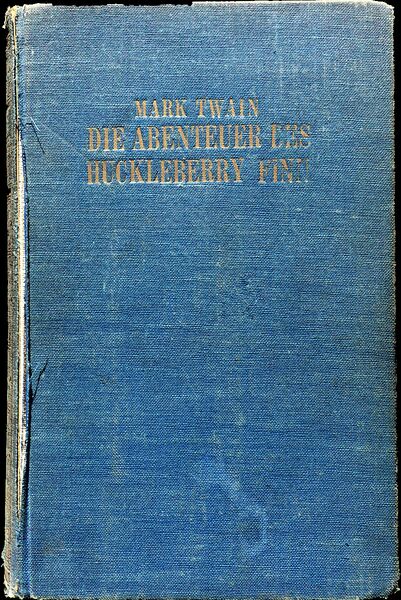 MARK TWAIN
DIE ABENTEUER DES
HUCKLEBERRY FINN